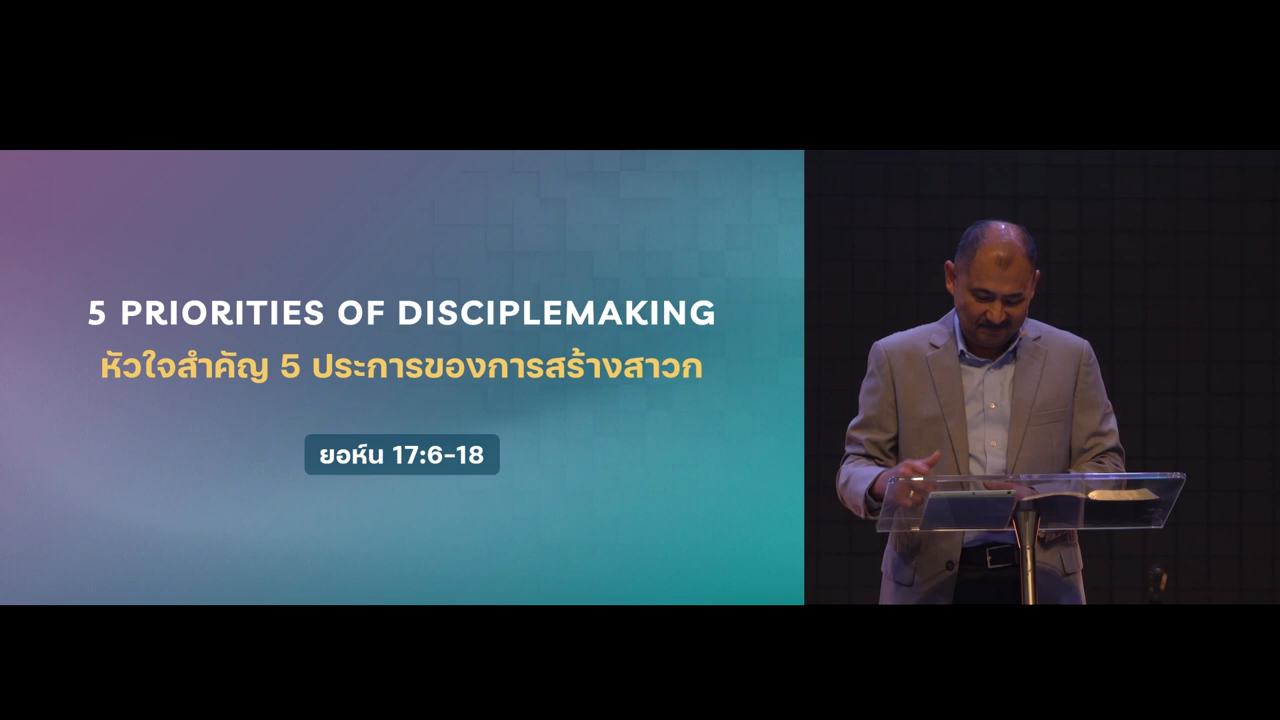 5 PRIORITIES OF DISCIPLEMAKING
หัวใจสำคัญ 5 ประการของการสร้างสาวก
ยอห์น 17:6-18